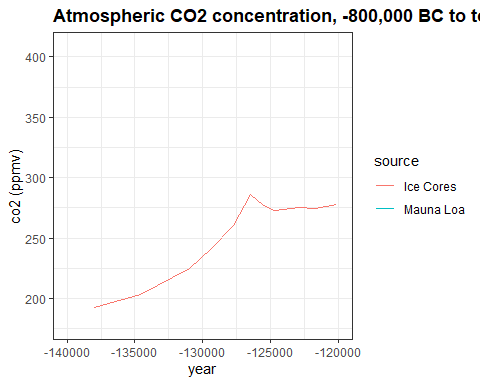 Atmospheric CO2 concentration, -800,000 BC to to
400
350
300
250
200
co2 (ppmv)
-140000 -135000 -130000 -125000 -120000
year
source
Ice Cores
Mauna Loa